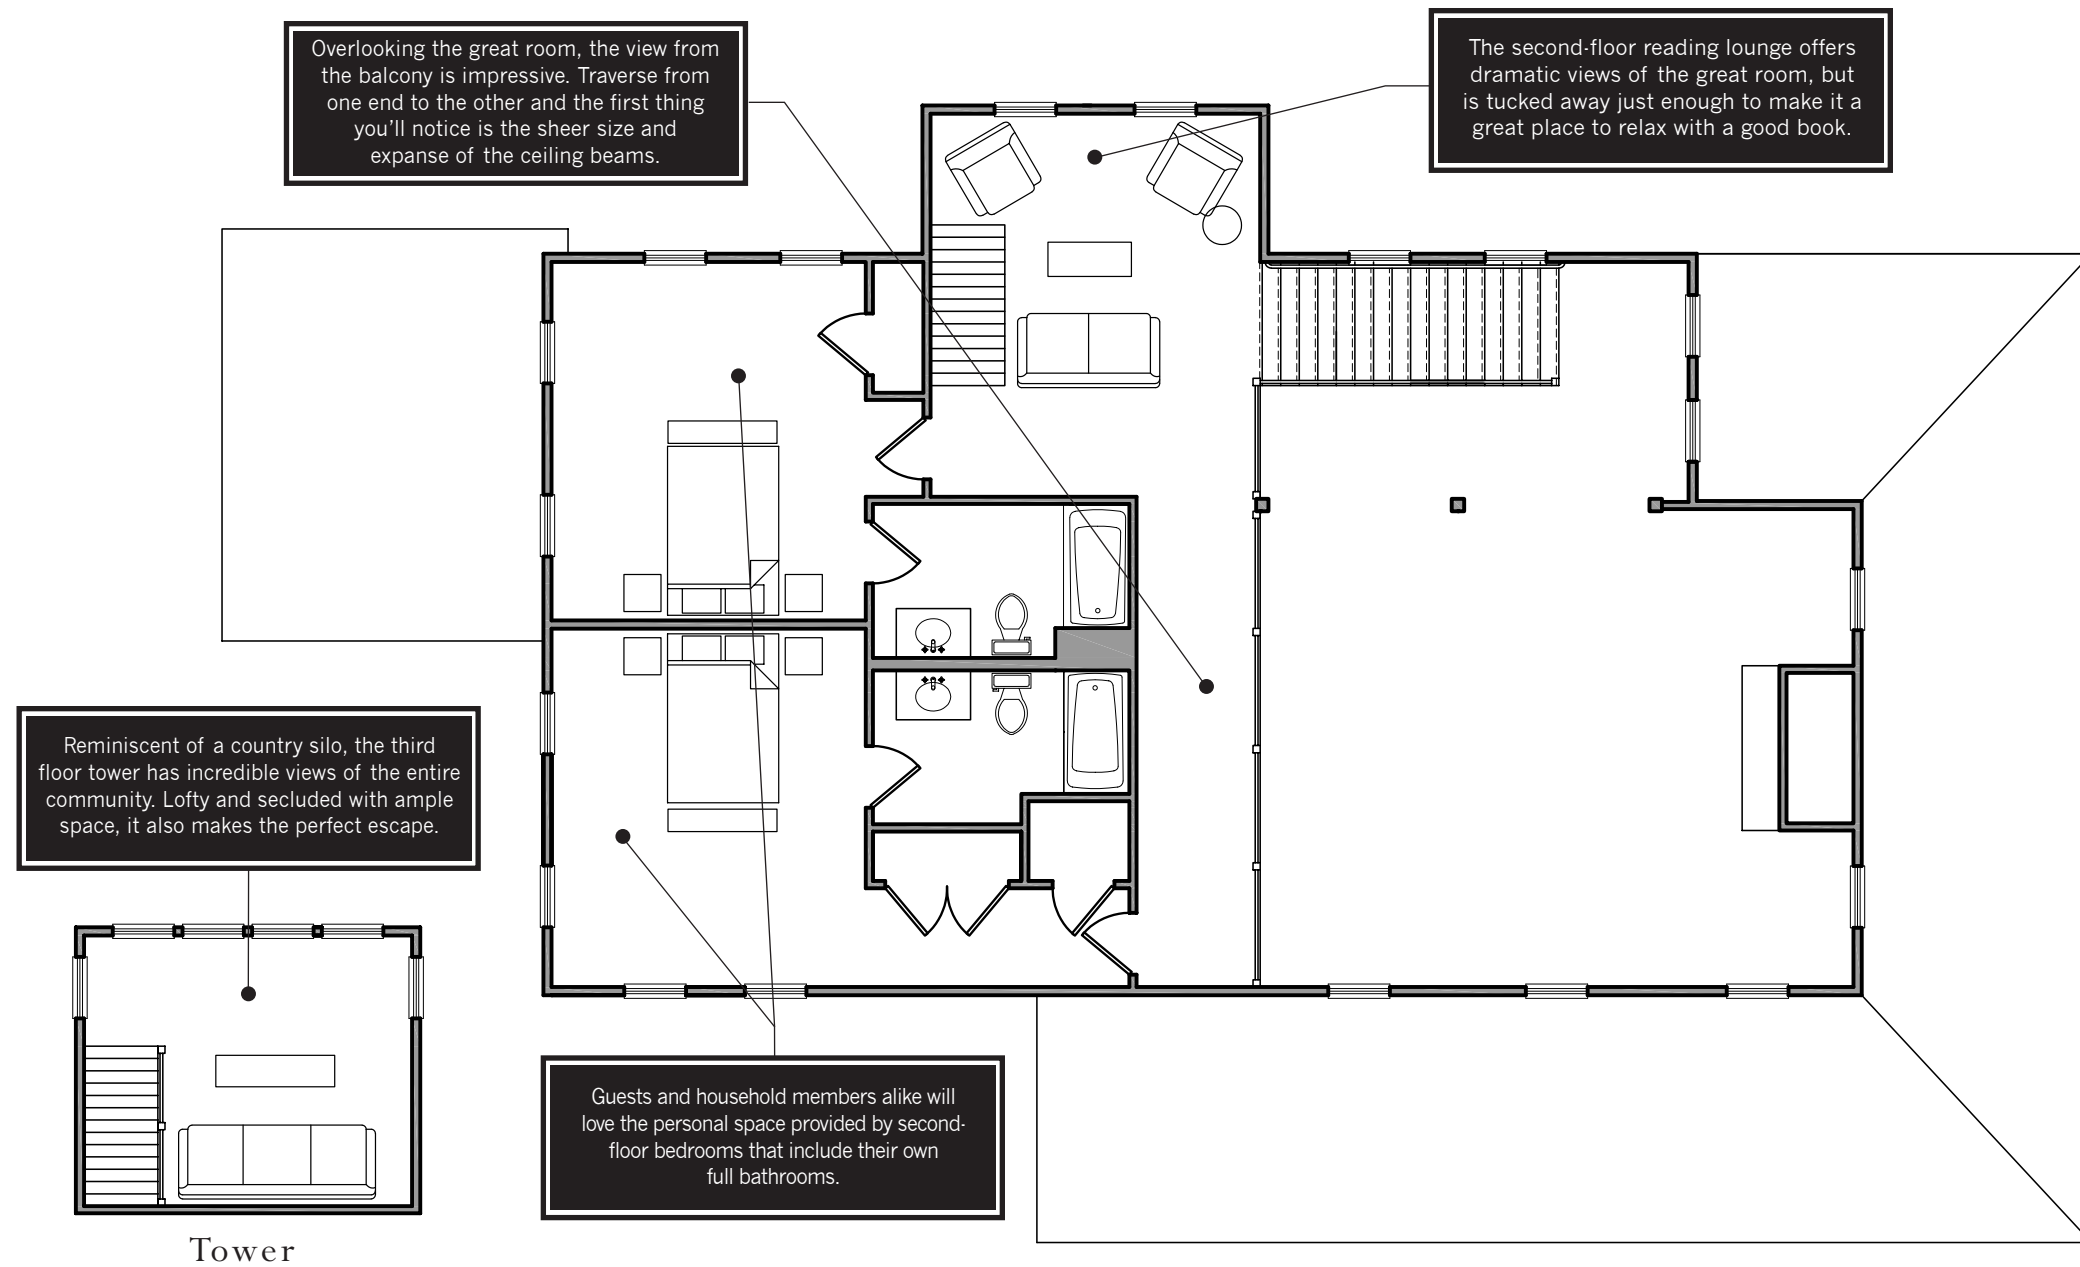 Overlooking the great room, the view from
the balcony is impressive. Traverse from
one end to the other and the first thing
you'll notice is the sheer size and
expanse of the ceiling beams.
The second-floor reading lounge offers
dramatic views of the great room, but
is tucked away just enough to make it a
great place to relax with a good book.
Reminiscent of a country silo, the third
floor tower has incredible views of the entire
community. Lofty and secluded with ample
space, it also makes the perfect escape.
Guests and household members alike will
love the personal space provided by second-
floor bedrooms that include their own
full bathrooms.
Tower